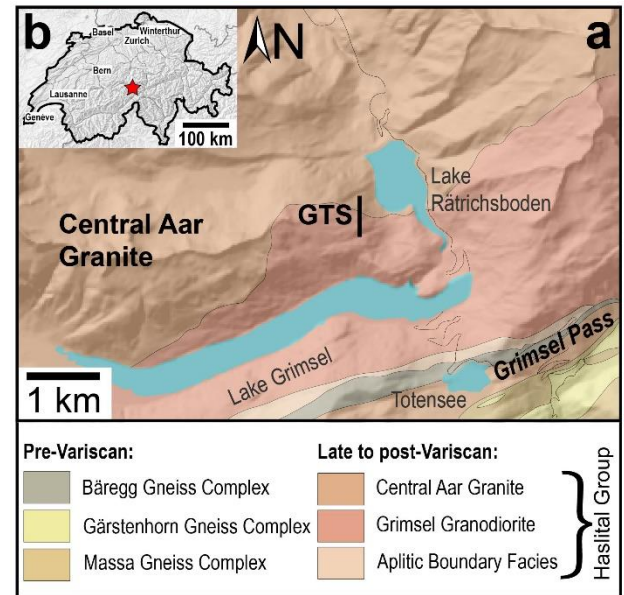 b
Basel
Winterthur
Zurich
Bern
Lausanne
Genève
100 km
N
a
Lake
Rätrichsboden
GTS
Central Aar
Granite
Grimsel Pass
Lake Grimsel
Totensee
1 km
Pre-Variscan:
Bäregg Gneiss Complex
Gärstenhorn Gneiss Complex
Massa Gneiss Complex
Late to post-Variscan:
Central Aar Granite
Grimsel Granodiorite
Aplitic Boundary Facies
Haslital Group